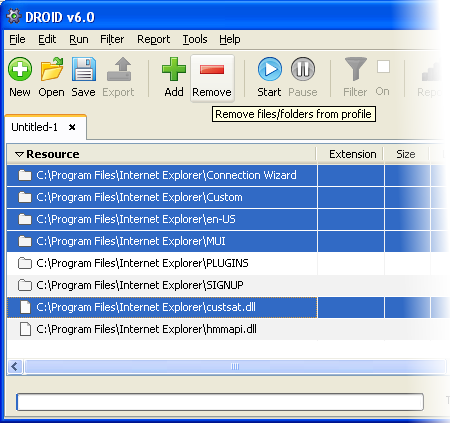 DROID v6.0
File Edit Run Filter Report Tools Help
New Open Save Export Add Remove Start Pause Filter On
Remove files/folders from profile
Untitled-1 ×
Resource Extension Size
C:\Program Files\Internet Explorer\Connection Wizard
C:\Program Files\Internet Explorer\Custom
C:\Program Files\Internet Explorer\en-US
C:\Program Files\Internet Explorer\MUI
C:\Program Files\Internet Explorer\PLUGINS
C:\Program Files\Internet Explorer\SIGNUP
C:\Program Files\Internet Explorer\custsat.dll
C:\Program Files\Internet Explorer\hmmapi.dll